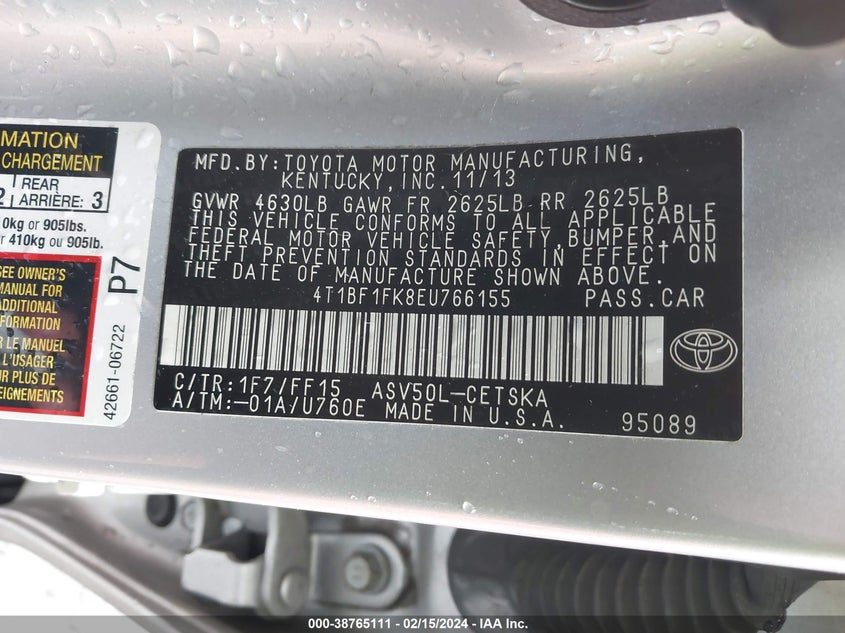 MATION
CHARGEMENT
2 REAR
ARRIÈRE: 3
0kg or 905lbs.
r 410kg ou 905lb.
SEE OWNER'S
MANUAL FOR
ADDITIONAL
FORMATION
R LE MANUEL
L'USAGER
UR PLUS DE
EIGNEMENTS
P7
42661-06722
MFD.BY:TOYOTA MOTOR MANUFACTURING,
KENTUCKY,INC.11/13
GVWR 4630LB GAWR FR 2625LB RR 2625LB
THIS VEHICLE CONFORMS TO ALL APPLICABLE
FEDERAL MOTOR VEHICLE SAFETY,BUMPER,AND
THEFT PREVENTION STANDARDS IN EFFECT ON
THE DATE OF MANUFACTURE SHOWN ABOVE.
4T1BF1FK8EU766155 PASS.CAR
C/TR:1F7/FF15 ASV50L-CETSKA
A/TM:-01A/U760E MADE IN U.S.A. 95089
000-38765111 - 02/15/2024 - IAA Inc.